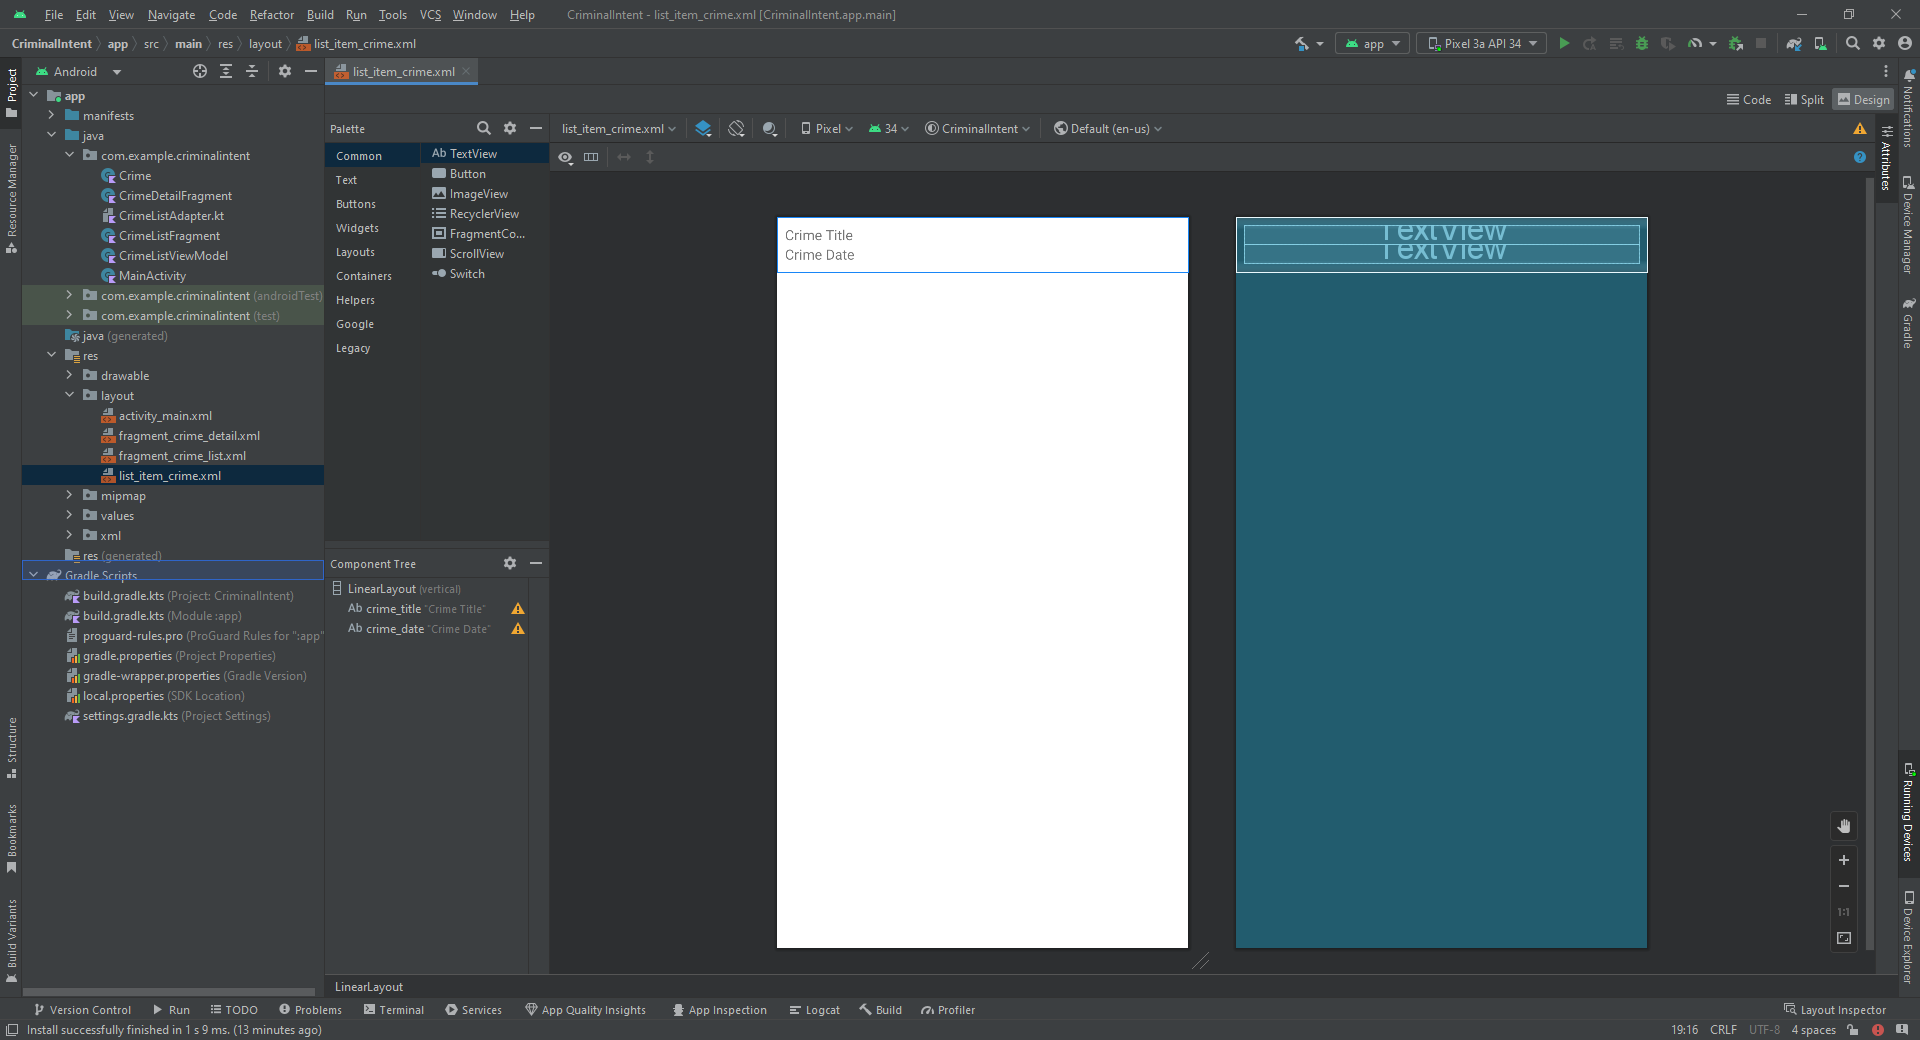 File Edit View Navigate Code Refactor Build Run Tools VCS Window Help CriminalIntent - list_item_crime.xml [CriminalIntent.app.main]
CriminalIntent app src main res layout list_item_crime.xml app Pixel 3a API 34
Project
Resource Manager
Structure
Bookmarks
Build Variants
Android
app
manifests
java
com.example.criminalintent
Crime
CrimeDetailFragment
CrimeListAdapter.kt
CrimeListFragment
CrimeListViewModel
MainActivity
com.example.criminalintent (androidTest)
com.example.criminalintent (test)
java (generated)
res
drawable
layout
activity_main.xml
fragment_crime_detail.xml
fragment_crime_list.xml
list_item_crime.xml
mipmap
values
xml
res (generated)
Gradle Scripts
build.gradle.kts (Project: CriminalIntent)
build.gradle.kts (Module :app)
proguard-rules.pro (ProGuard Rules for ":app"
gradle.properties (Project Properties)
gradle-wrapper.properties (Gradle Version)
local.properties (SDK Location)
settings.gradle.kts (Project Settings)
list_item_crime.xml
Code Split Design
Palette
Common
Text
Buttons
Widgets
Layouts
Containers
Helpers
Google
Legacy
Ab TextView
Button
ImageView
RecyclerView
FragmentCo...
ScrollView
Switch
list_item_crime.xml Pixel 34 CriminalIntent Default (en-us)
Crime Title
Crime Date
TextView
TextView
1:1
Component Tree
LinearLayout (vertical)
Ab crime_title "Crime Title"
Ab crime_date "Crime Date"
LinearLayout
Notifications
Attributes
Device Manager
Gradle
Running Devices
Device Explorer
Version Control Run TODO Problems Terminal Services App Quality Insights App Inspection Logcat Build Profiler Layout Inspector
Install successfully finished in 1 s 9 ms. (13 minutes ago) 19:16 CRLF UTF-8 4 spaces